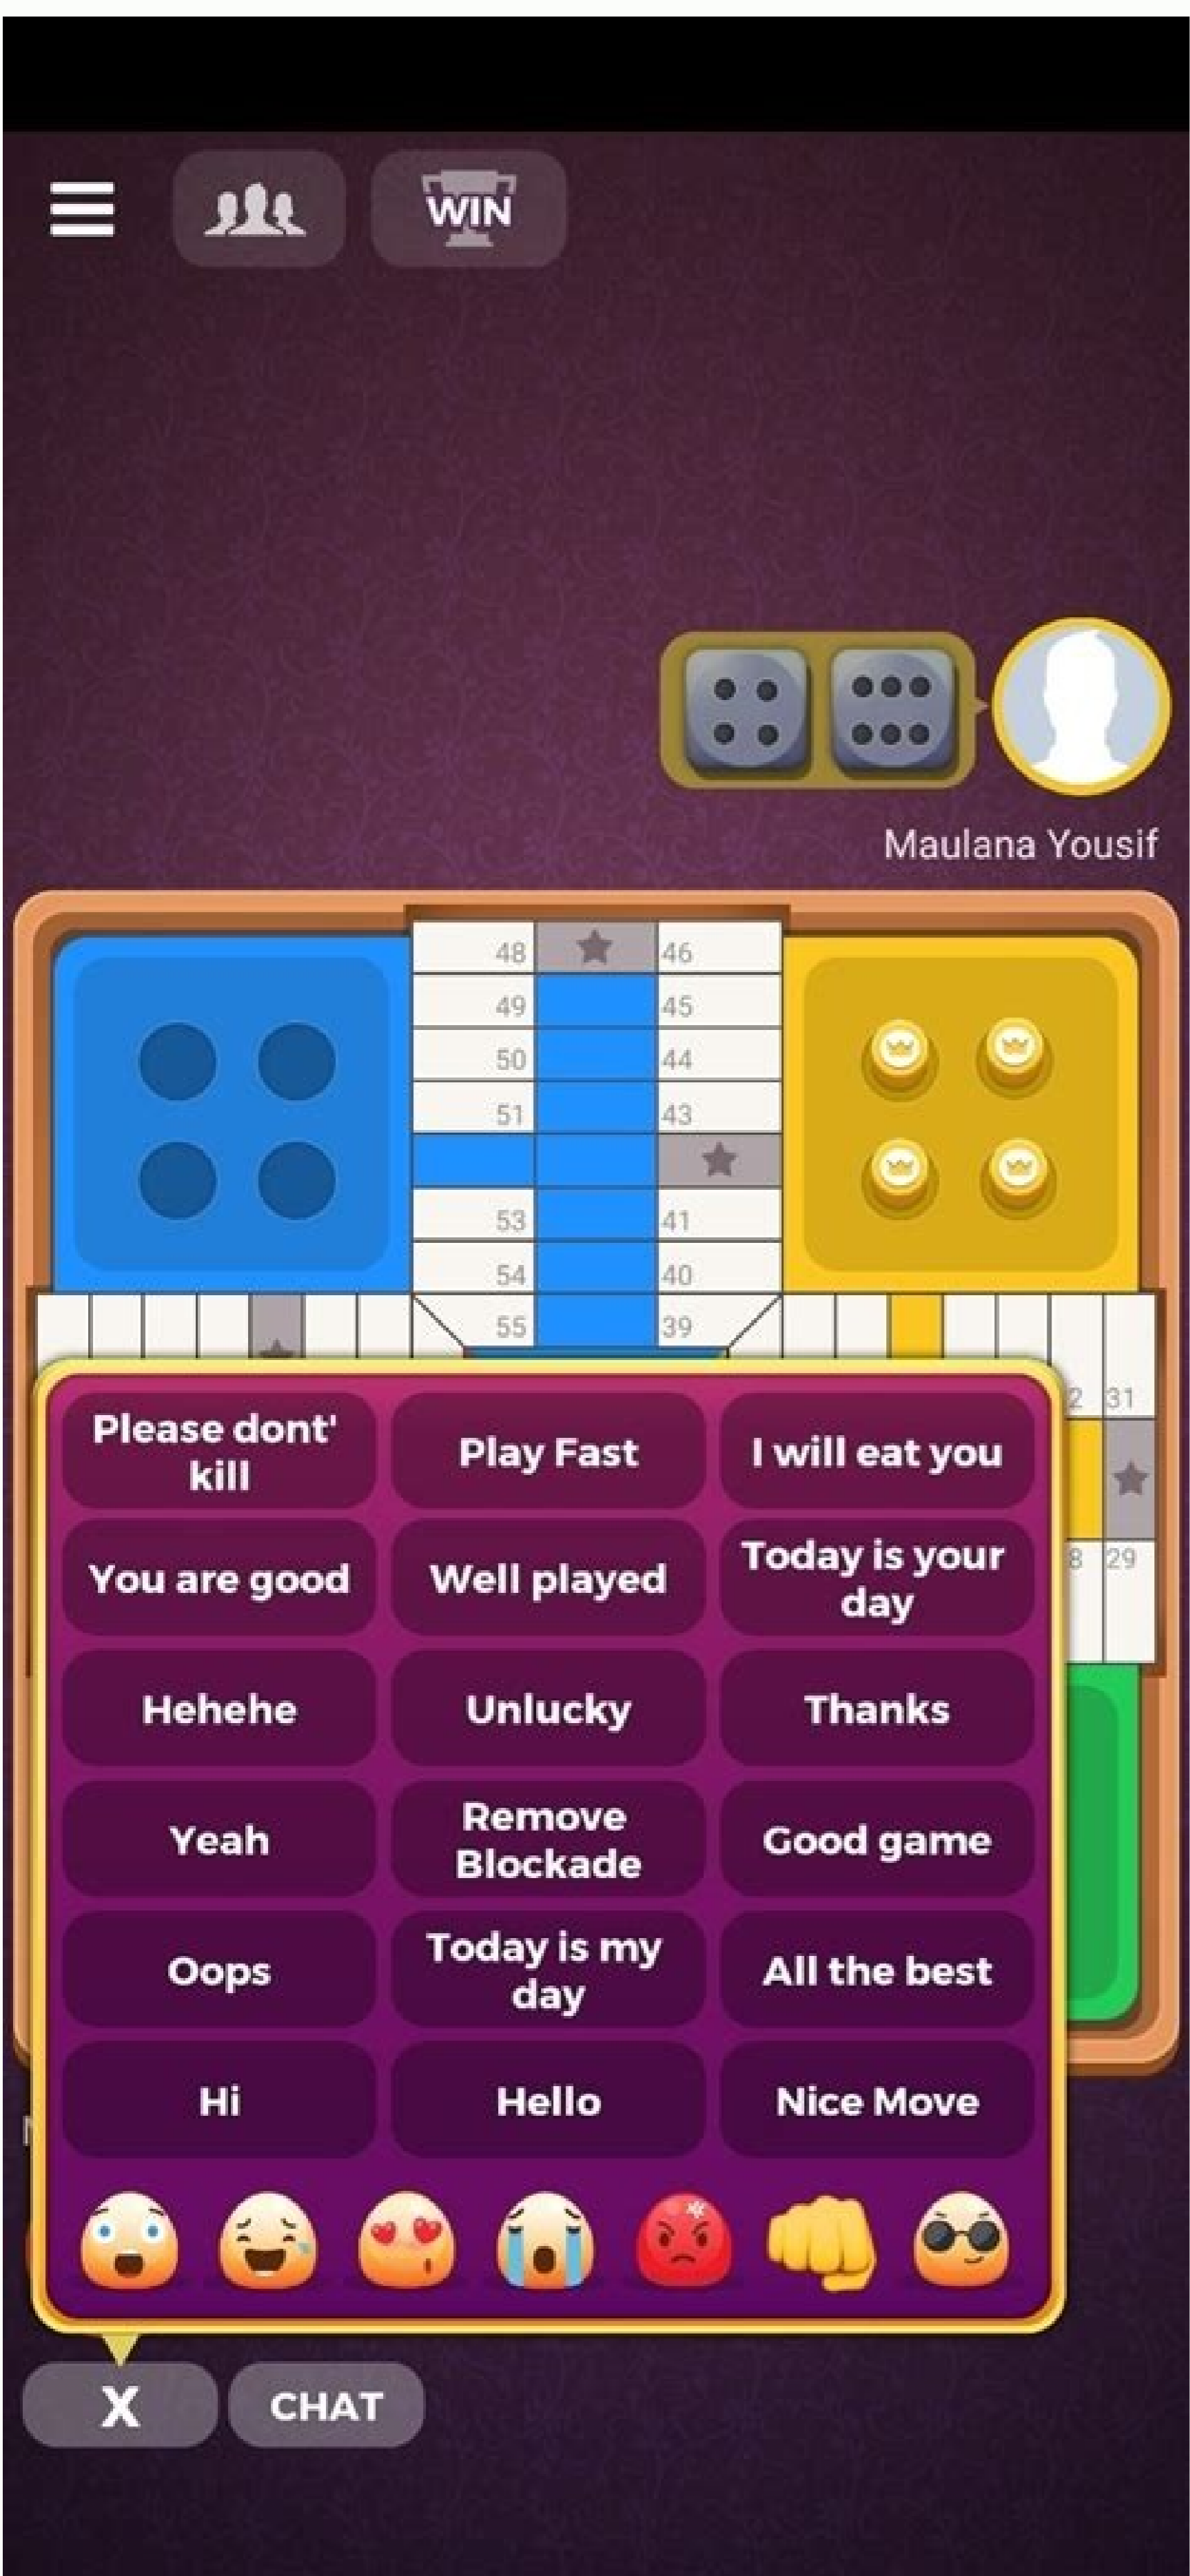 WIN
Maulana Yousif
48 46
49 45
50 44
51 43
53 41
54 40
55 39
2 31
8 29
Please dont'
kill
Play Fast
I will eat you
You are good
Well played
Today is your
day
Hehehe
Unlucky
Thanks
Yeah
Remove
Blockade
Good game
Oops
Today is my
day
All the best
Hi
Hello
Nice Move
X
CHAT